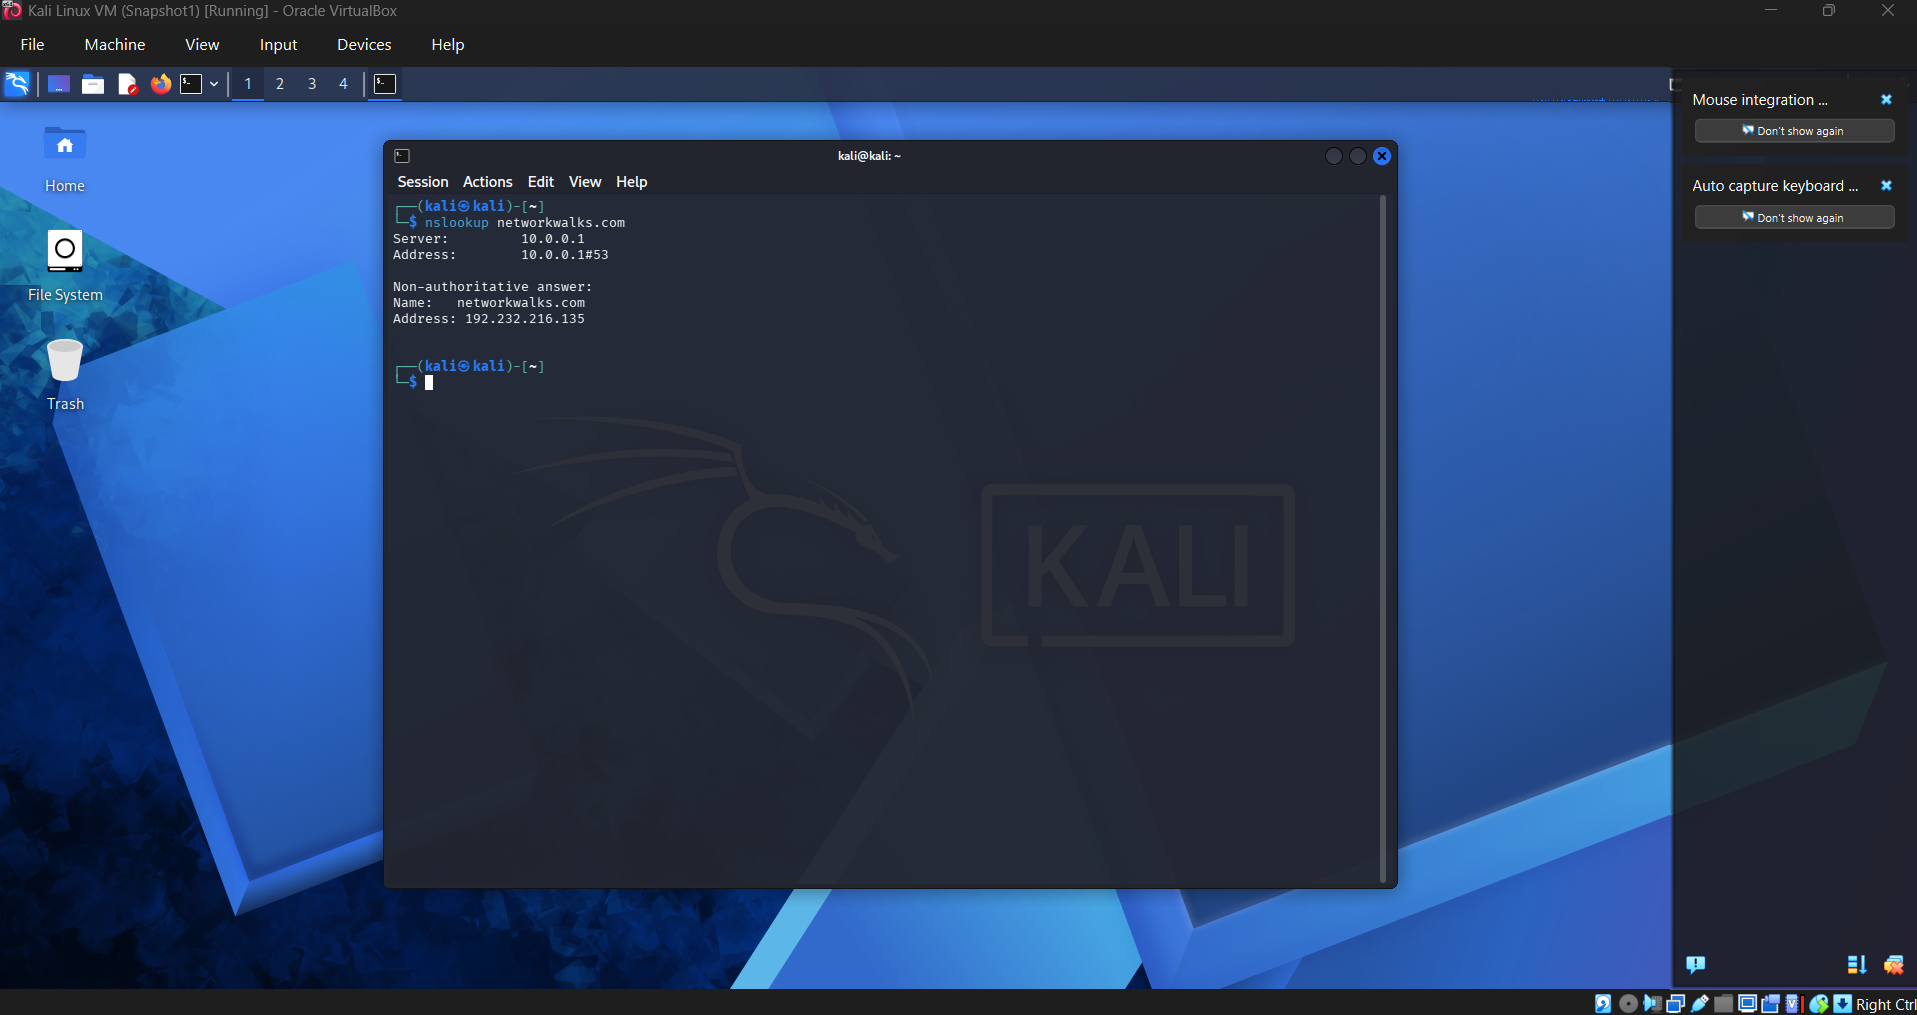 Kali Linux VM (Snapshot1) [Running] - Oracle VirtualBox
File Machine View Input Devices Help
1 2 3 4
Mouse integration ...
Don't show again
Auto capture keyboard ...
Don't show again
Home
File System
Trash
kali@kali: ~
Session Actions Edit View Help
┌──(kali㉿kali)-[~]
└─$ nslookup networkwalks.com
Server: 10.0.0.1
Address: 10.0.0.1#53
Non-authoritative answer:
Name: networkwalks.com
Address: 192.232.216.135
┌──(kali㉿kali)-[~]
└─$
KALI
Right Ctrl